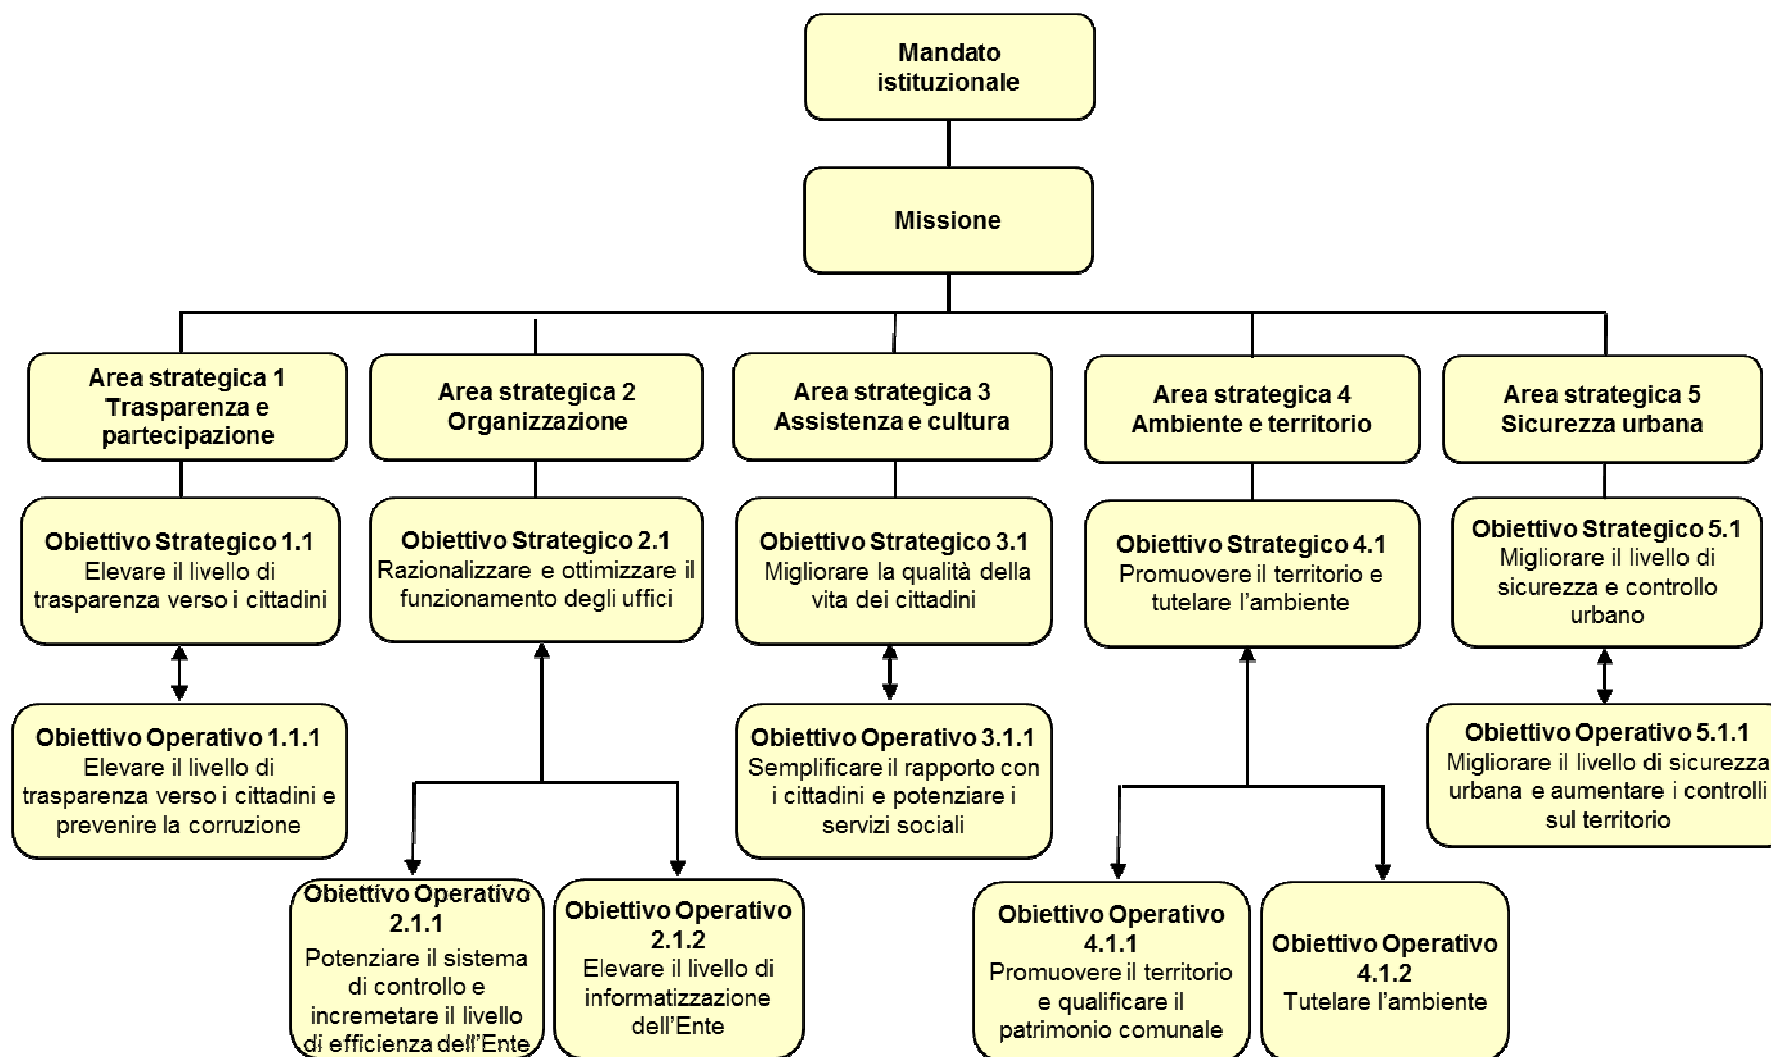 Mandato
istituzionale
Missione
Area strategica 1
Trasparenza e
partecipazione
Area strategica 2
Organizzazione
Area strategica 3
Assistenza e cultura
Area strategica 4
Ambiente e territorio
Area strategica 5
Sicurezza urbana
Obiettivo Strategico 1.1
Elevare il livello di
trasparenza verso i cittadini
Obiettivo Strategico 2.1
Razionalizzare e ottimizzare il
funzionamento degli uffici
Obiettivo Strategico 3.1
Migliorare la qualità della
vita dei cittadini
Obiettivo Strategico 4.1
Promuovere il territorio e
tutelare l'ambiente
Obiettivo Strategico 5.1
Migliorare il livello di
sicurezza e controllo
urbano
Obiettivo Operativo 1.1.1
Elevare il livello di
trasparenza verso i cittadini e
prevenire la corruzione
Obiettivo Operativo 3.1.1
Semplificare il rapporto con
i cittadini e potenziare i
servizi sociali
Obiettivo Operativo 5.1.1
Migliorare il livello di sicurezza
urbana e aumentare i controlli
sul territorio
Obiettivo Operativo
2.1.1
Potenziare il sistema
di controllo e
incremetare il livello
di efficienza dell'Ente
Obiettivo Operativo
2.1.2
Elevare il livello di
informatizzazione
dell'Ente
Obiettivo Operativo
4.1.1
Promuovere il territorio
e qualificare il
patrimonio comunale
Obiettivo Operativo
4.1.2
Tutelare l'ambiente